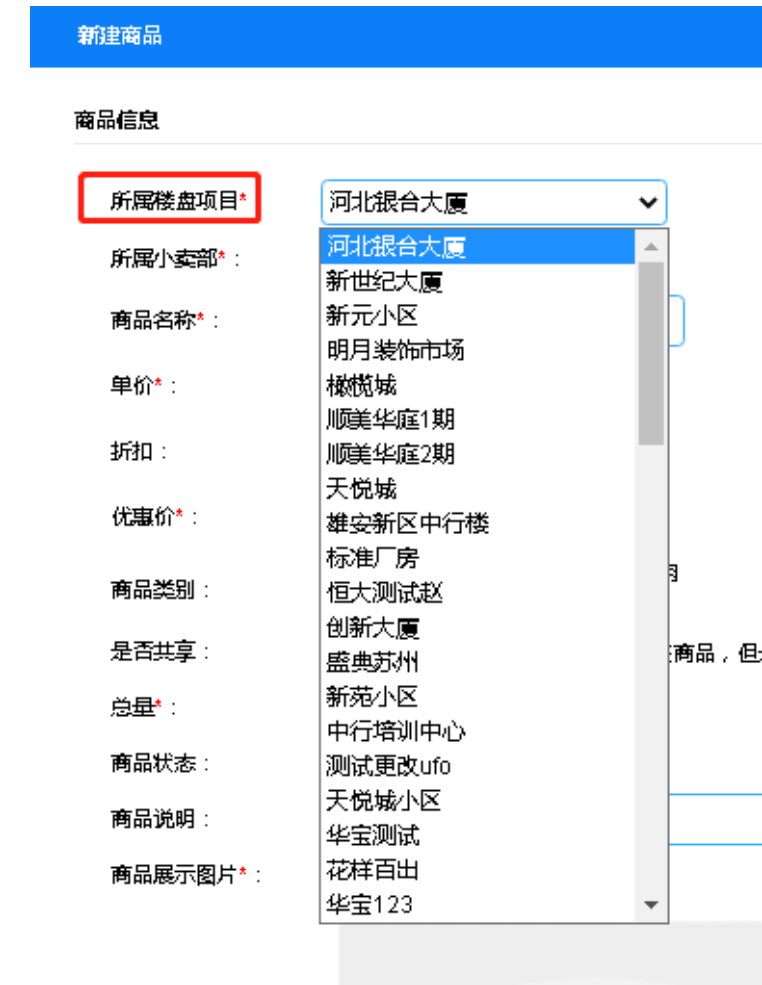 新建商品
商品信息
所属楼盘项目*
河北银合大厦
所属小卖部*：
河北银合大厦
新世纪大厦
商品名称*：
新元小区
明月装饰市场
单价*：
橄榄城
顺美华庭1期
折扣：
顺美华庭2期
天悦城
优惠价*：
雄安新区中行楼
标准厂房
商品类别：
恒大测试赵
创新大厦
是否共享：
盛典苏州
商品，但
总量*：
新苑小区
中行培训中心
商品状态：
测试更改ufo
天悦城小区
商品说明：
华宝测试
商品展示图片*：
花样百出
华宝123